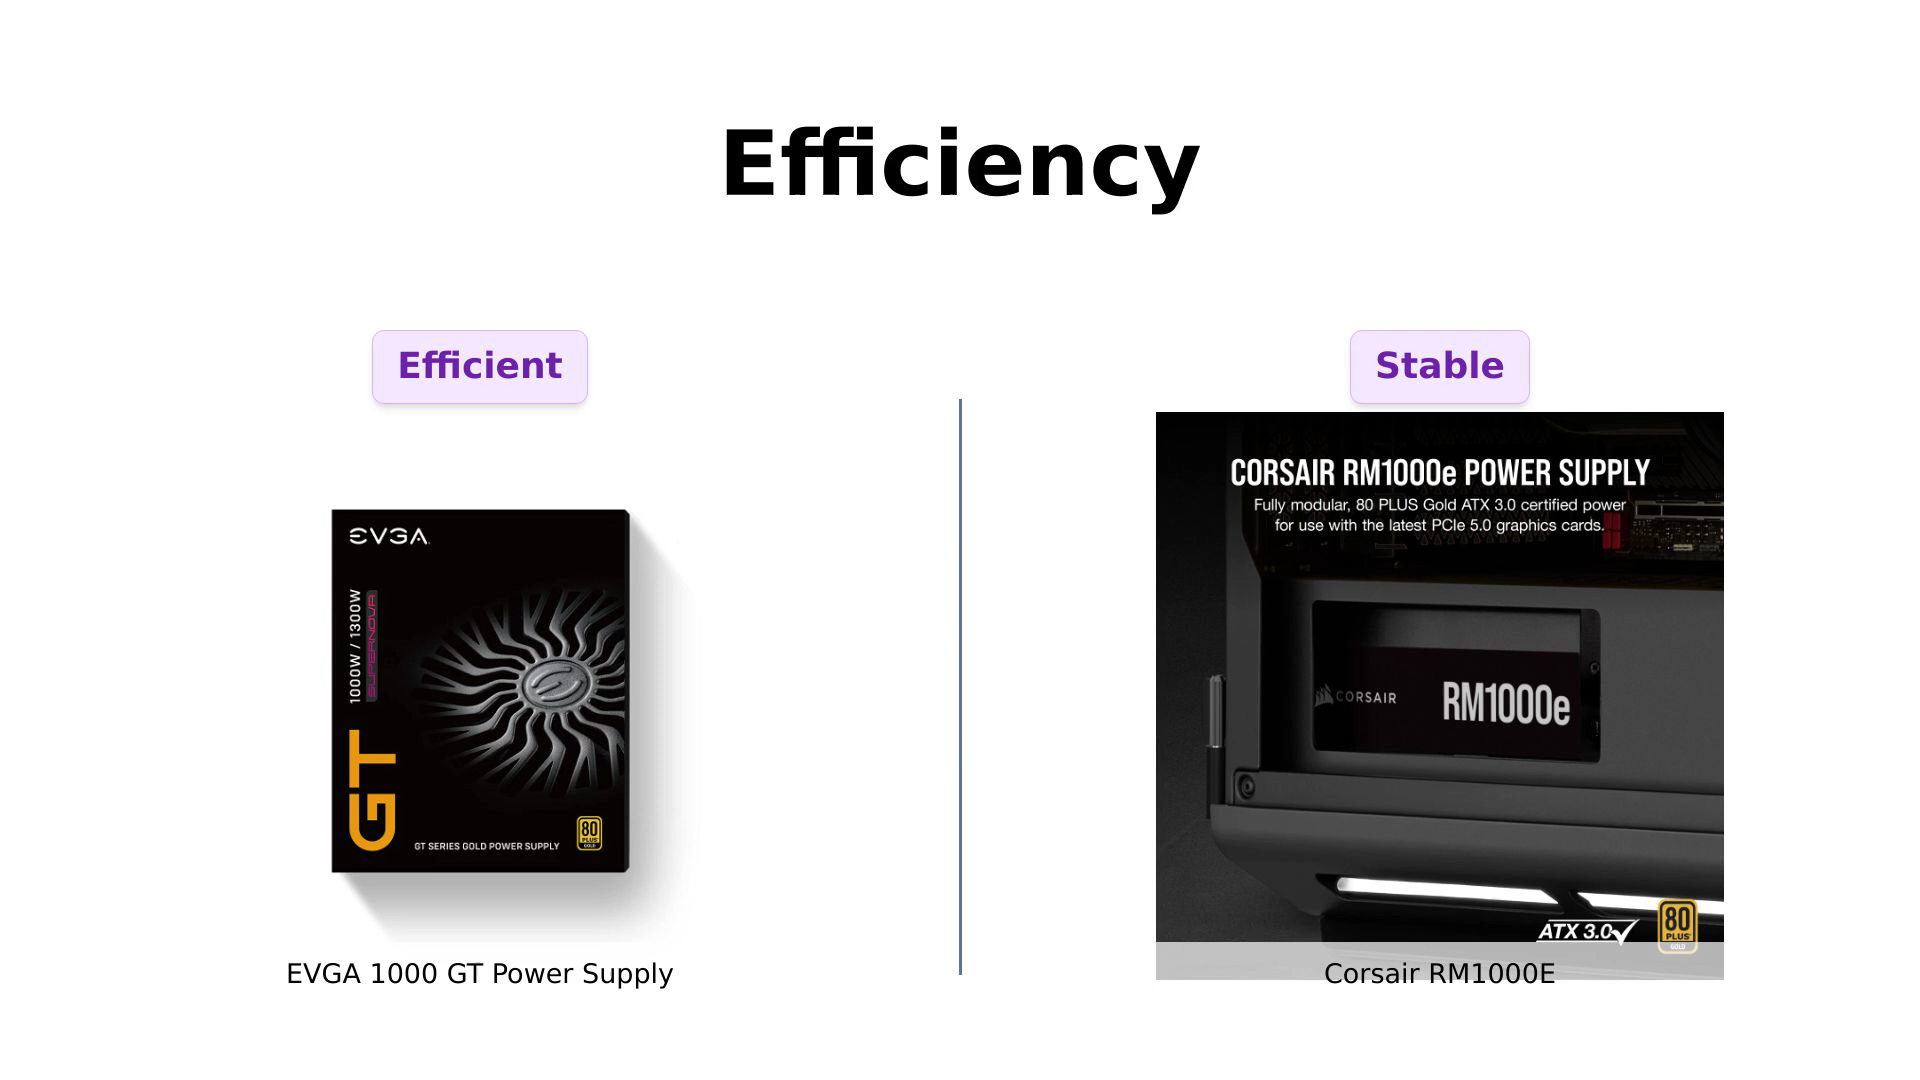 Efficiency
Efficient
EVGA
1000W / 1300W
SUPERNOVA
GT
GT SERIES GOLD POWER SUPPLY
80
PLUS
GOLD
EVGA 1000 GT Power Supply
Stable
CORSAIR RM1000e POWER SUPPLY
Fully modular, 80 PLUS Gold ATX 3.0 certified power
for use with the latest PCIe 5.0 graphics cards.
CORSAIR
RM1000e
ATX 3.0
80
PLUS
GOLD
Corsair RM1000E